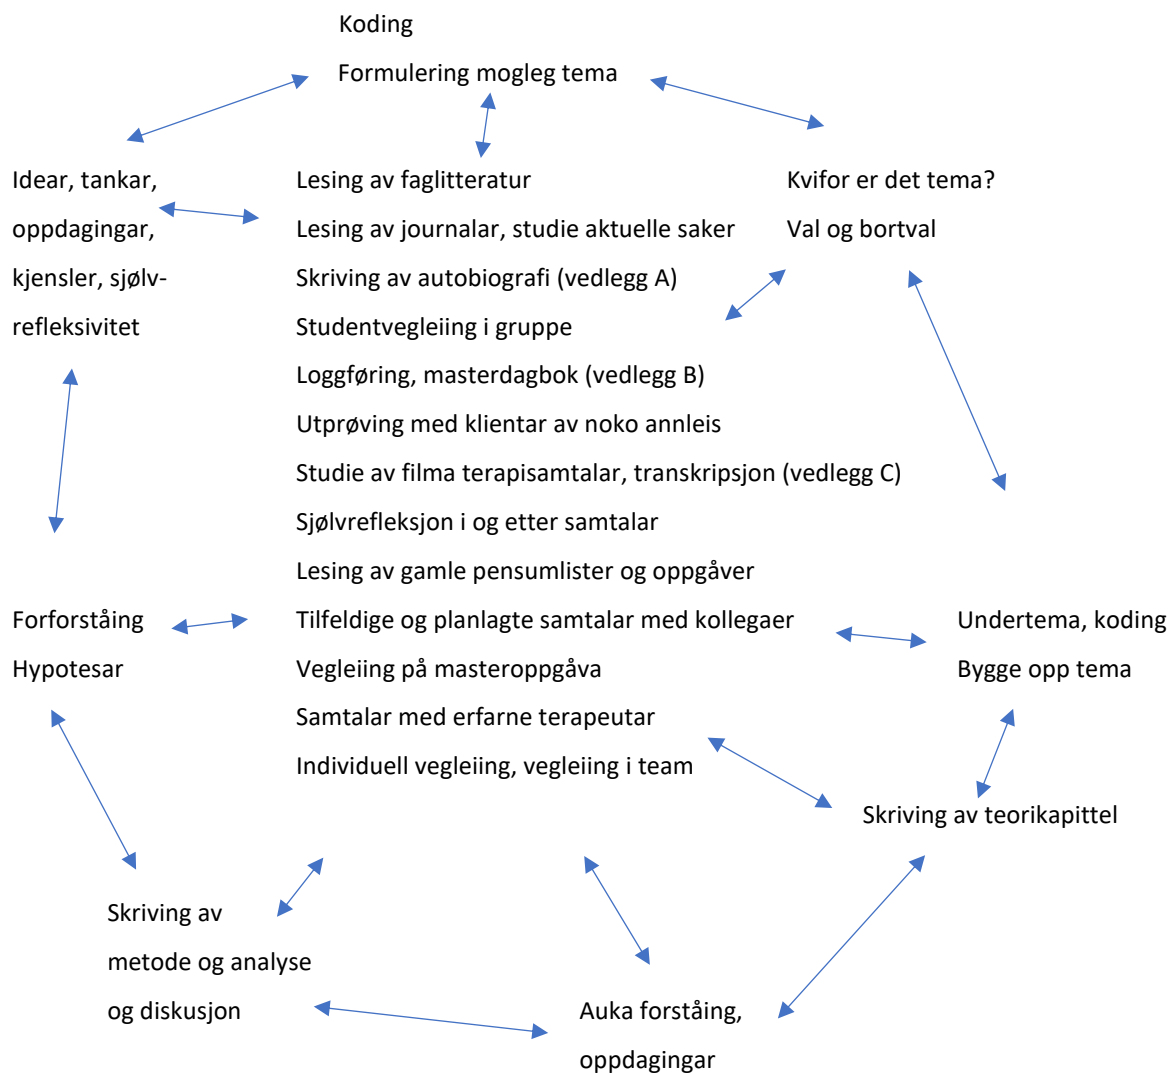 Koding
Formulering mogleg tema
Idear, tankar,
oppdagingar,
kjensler, sjølv-
refleksivitet
Lesing av faglitteratur
Lesing av journalar, studie aktuelle saker
Skriving av autobiografi (vedlegg A)
Studentvegleiing i gruppe
Loggføring, masterdagbok (vedlegg B)
Utprøving med klientar av noko annleis
Studie av filma terapisamtalar, transkripsjon (vedlegg C)
Sjølvrefleksjon i og etter samtalar
Lesing av gamle pensumlister og oppgåver
Tilfeldige og planlagte samtalar med kollegaer
Vegleiing på masteroppgåva
Samtalar med erfarne terapeutar
Individuell vegleiing, vegleiing i team
Kvifor er det tema?
Val og bortval
Forforståing
Hypotesar
Undertema, koding
Bygge opp tema
Skriving av teorikapittel
Skriving av
metode og analyse
og diskusjon
Auka forståing,
oppdagingar